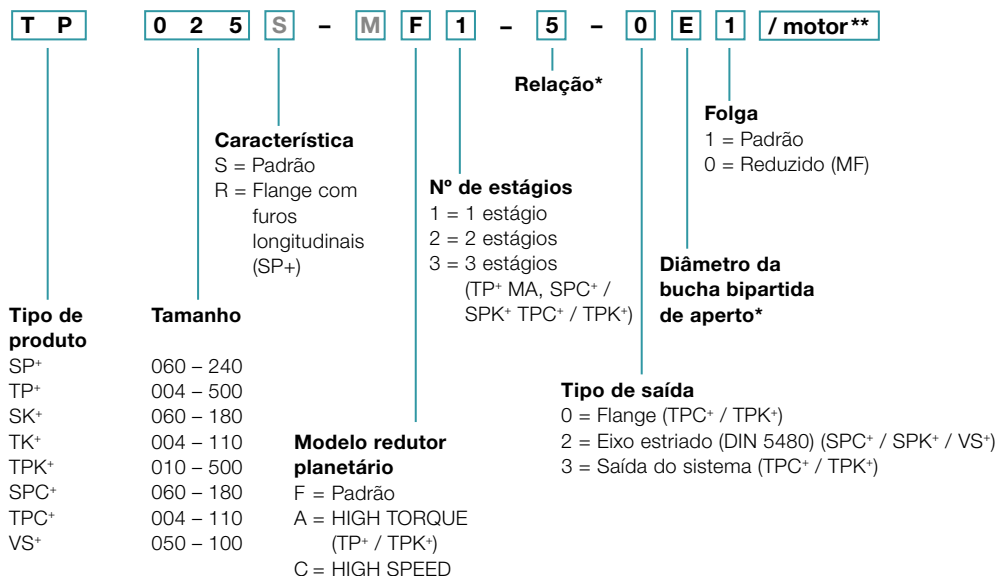 T P 0 2 5 S – M F 1 – 5 – 0 E 1 / motor**
Relação*
Folga
1 = Padrão
0 = Reduzido (MF)
Característica
S = Padrão
R = Flange com
furos
longitudinais
(SP+)
Nº de estágios
1 = 1 estágio
2 = 2 estágios
3 = 3 estágios
(TP+ MA, SPC+ /
SPK+ TPC+ / TPK+)
Diâmetro da
bucha bipartida
de aperto*
Tipo de
produto
SP+
TP+
SK+
TK+
TPK+
SPC+
TPC+
VS+
Tamanho
060 – 240
004 – 500
060 – 180
004 – 110
010 – 500
060 – 180
004 – 110
050 – 100
Modelo redutor
planetário
F = Padrão
A = HIGH TORQUE
(TP+ / TPK+)
C = HIGH SPEED
Tipo de saída
0 = Flange (TPC+ / TPK+)
2 = Eixo estriado (DIN 5480) (SPC+ / SPK+ / VS+)
3 = Saída do sistema (TPC+ / TPK+)